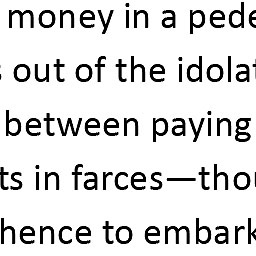 money in a pede
s out of the idolat
between paying
ts in farces—thou
hence to embark